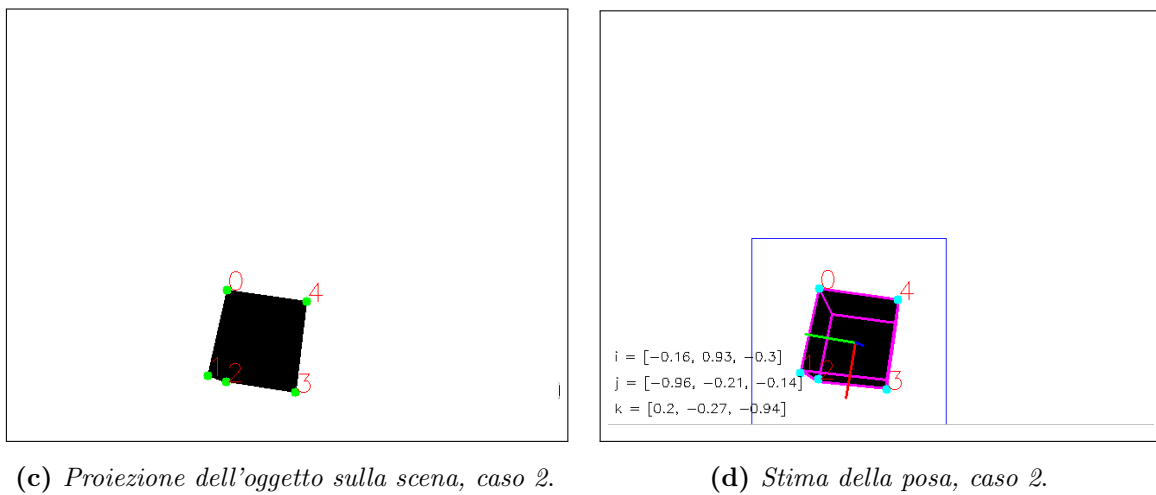 0
4
1 2
3
0
4
i = [−0.16, 0.93, −0.3]
1 2
3
j = [−0.96, −0.21, −0.14]
k = [0.2, −0.27, −0.94]
(c) Proiezione dell'oggetto sulla scena, caso 2.
(d) Stima della posa, caso 2.